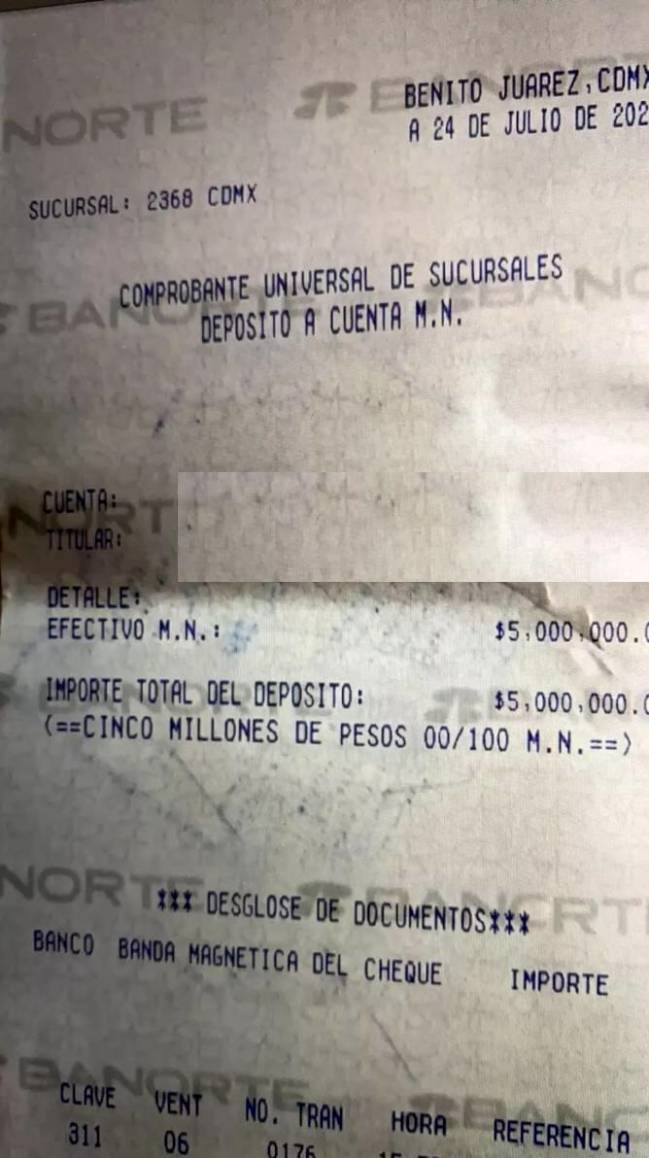 BENITO JUAREZ, CDMX
A 24 DE JULIO DE 202
SUCURSAL: 2368 CDMX
COMPROBANTE UNIVERSAL DE SUCURSALES
DEPOSITO A CUENTA M.N.
CUENTA:
TITULAR:
DETALLE:
EFECTIVO M.N.: $5,000,000.0
IMPORTE TOTAL DEL DEPOSITO: $5,000,000.0
(==CINCO MILLONES DE PESOS 00/100 M.N.==)
*** DESGLOSE DE DOCUMENTOS***
BANCO BANDA MAGNETICA DEL CHEQUE IMPORTE
CLAVE VENT NO. TRAN HORA REFERENCIA
311 06 0176